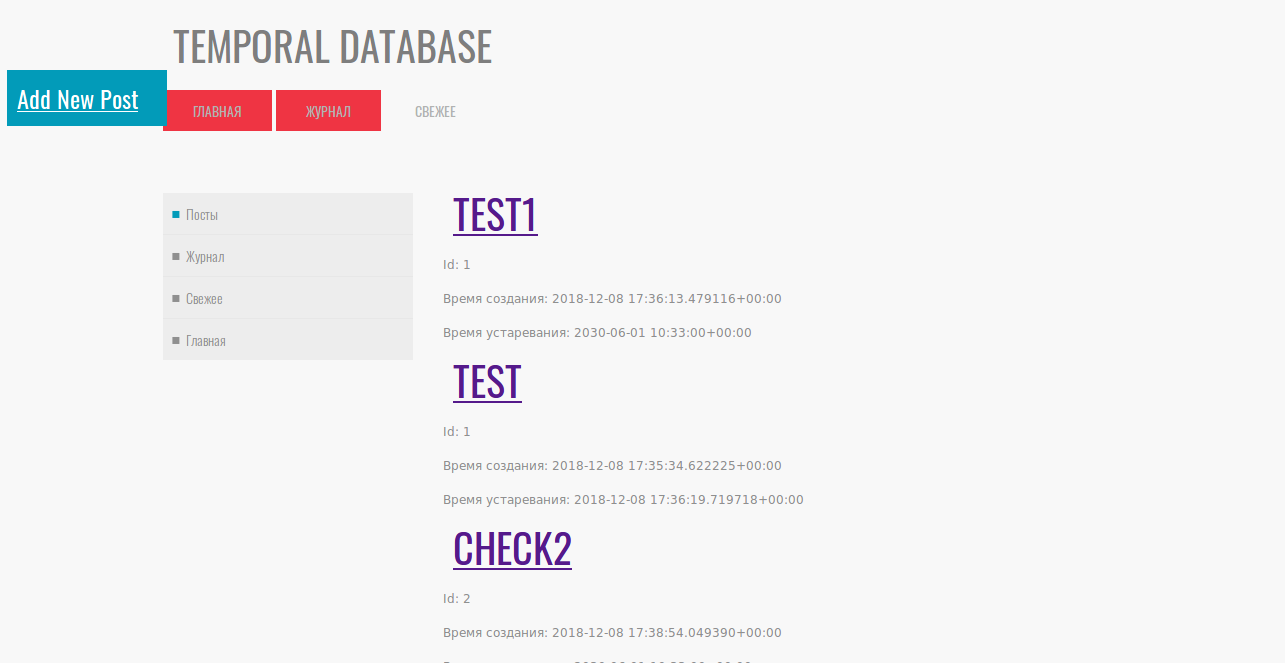 TEMPORAL DATABASE
Add New Post
ГЛАВНАЯ ЖУРНАЛ СВЕЖЕЕ
Посты
Журнал
Свежее
Главная
TEST1
Id: 1
Время создания: 2018-12-08 17:36:13.479116+00:00
Время устаревания: 2030-06-01 10:33:00+00:00
TEST
Id: 1
Время создания: 2018-12-08 17:35:34.622225+00:00
Время устаревания: 2018-12-08 17:36:19.719718+00:00
CHECK2
Id: 2
Время создания: 2018-12-08 17:38:54.049390+00:00